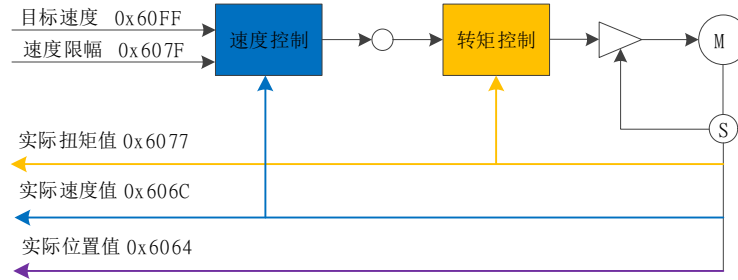 目标速度 0x60FF
速度限幅 0x607F
速度控制
转矩控制
M
S
实际扭矩值 0x6077
实际速度值 0x606C
实际位置值 0x6064